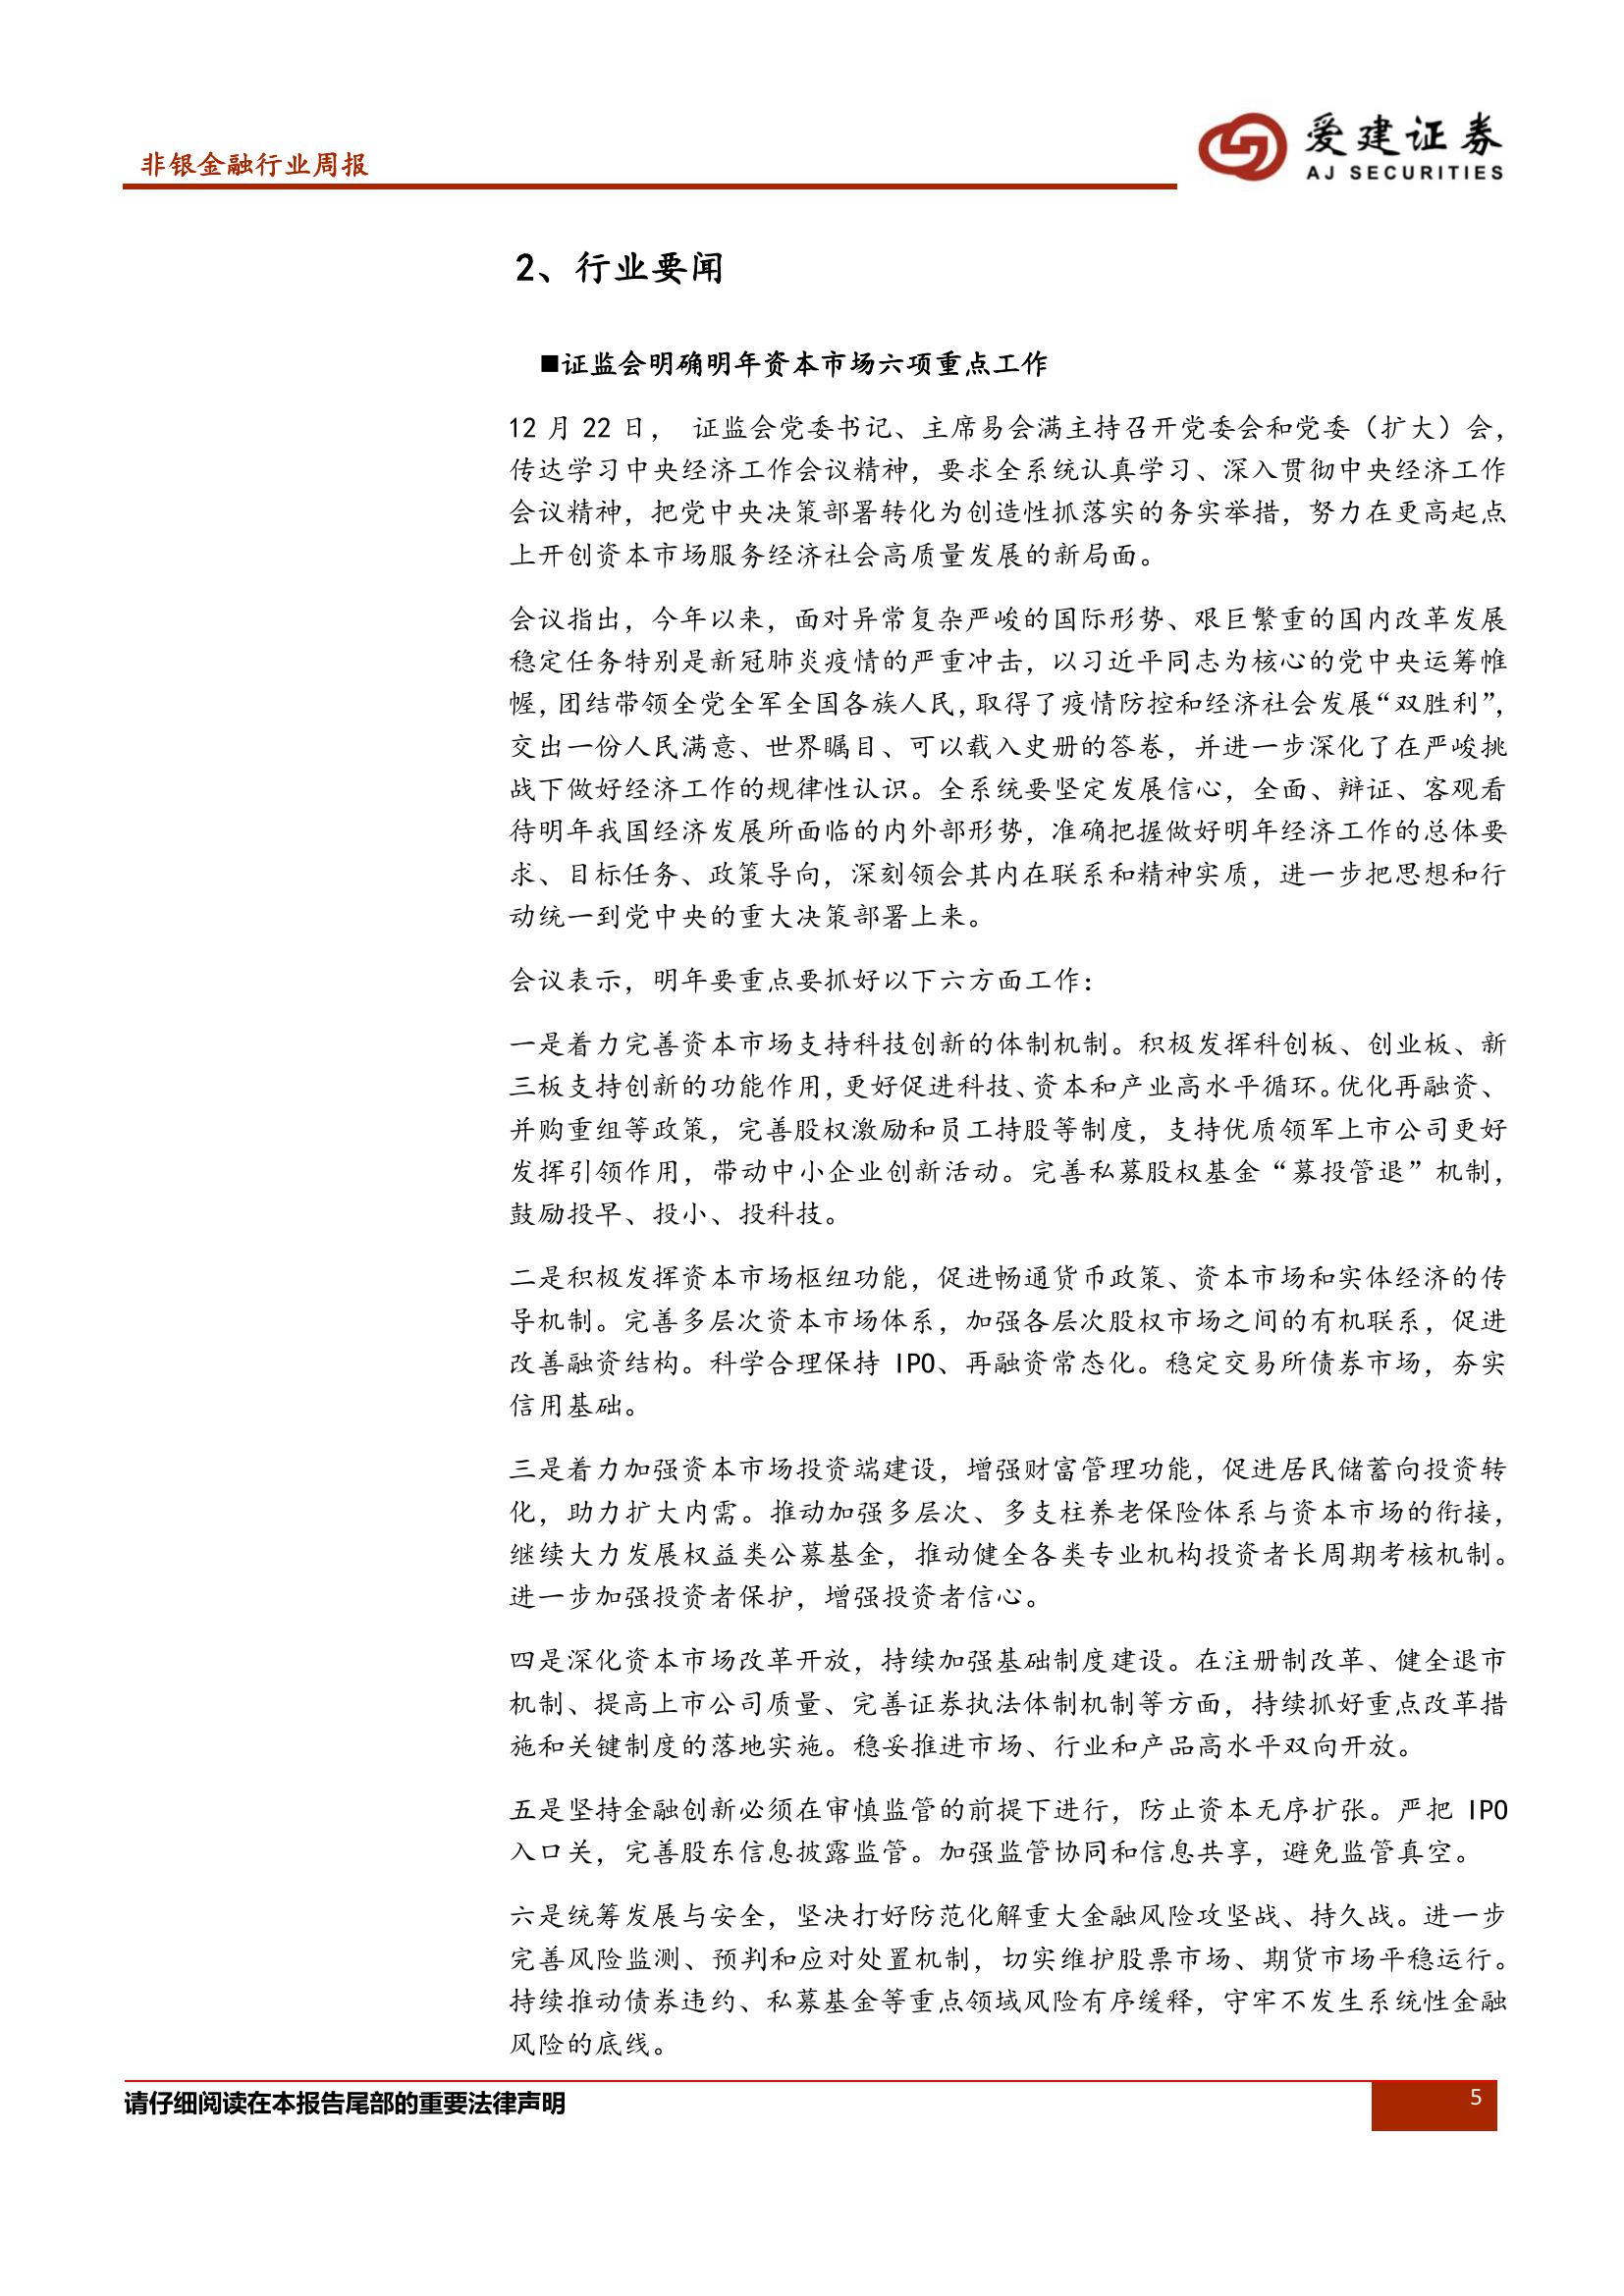 非银金融行业周报
爱建证券
AJ SECURITIES
2、行业要闻
■证监会明确明年资本市场六项重点工作
12 月 22 日， 证监会党委书记、主席易会满主持召开党委会和党委（扩大）会，
传达学习中央经济工作会议精神，要求全系统认真学习、深入贯彻中央经济工作
会议精神，把党中央决策部署转化为创造性抓落实的务实举措，努力在更高起点
上开创资本市场服务经济社会高质量发展的新局面。
会议指出，今年以来，面对异常复杂严峻的国际形势、艰巨繁重的国内改革发展
稳定任务特别是新冠肺炎疫情的严重冲击，以习近平同志为核心的党中央运筹帷
幄，团结带领全党全军全国各族人民，取得了疫情防控和经济社会发展“双胜利”，
交出一份人民满意、世界瞩目、可以载入史册的答卷，并进一步深化了在严峻挑
战下做好经济工作的规律性认识。全系统要坚定发展信心，全面、辩证、客观看
待明年我国经济发展所面临的内外部形势，准确把握做好明年经济工作的总体要
求、目标任务、政策导向，深刻领会其内在联系和精神实质，进一步把思想和行
动统一到党中央的重大决策部署上来。
会议表示，明年要重点要抓好以下六方面工作：
一是着力完善资本市场支持科技创新的体制机制。积极发挥科创板、创业板、新
三板支持创新的功能作用，更好促进科技、资本和产业高水平循环。优化再融资、
并购重组等政策，完善股权激励和员工持股等制度，支持优质领军上市公司更好
发挥引领作用，带动中小企业创新活动。完善私募股权基金“募投管退”机制，
鼓励投早、投小、投科技。
二是积极发挥资本市场枢纽功能，促进畅通货币政策、资本市场和实体经济的传
导机制。完善多层次资本市场体系，加强各层次股权市场之间的有机联系，促进
改善融资结构。科学合理保持 IPO、再融资常态化。稳定交易所债券市场，夯实
信用基础。
三是着力加强资本市场投资端建设，增强财富管理功能，促进居民储蓄向投资转
化，助力扩大内需。推动加强多层次、多支柱养老保险体系与资本市场的衔接，
继续大力发展权益类公募基金，推动健全各类专业机构投资者长周期考核机制。
进一步加强投资者保护，增强投资者信心。
四是深化资本市场改革开放，持续加强基础制度建设。在注册制改革、健全退市
机制、提高上市公司质量、完善证券执法体制机制等方面，持续抓好重点改革措
施和关键制度的落地实施。稳妥推进市场、行业和产品高水平双向开放。
五是坚持金融创新必须在审慎监管的前提下进行，防止资本无序扩张。严把 IPO
入口关，完善股东信息披露监管。加强监管协同和信息共享，避免监管真空。
六是统筹发展与安全，坚决打好防范化解重大金融风险攻坚战、持久战。进一步
完善风险监测、预判和应对处置机制，切实维护股票市场、期货市场平稳运行。
持续推动债券违约、私募基金等重点领域风险有序缓释，守牢不发生系统性金融
风险的底线。
请仔细阅读在本报告尾部的重要法律声明
5